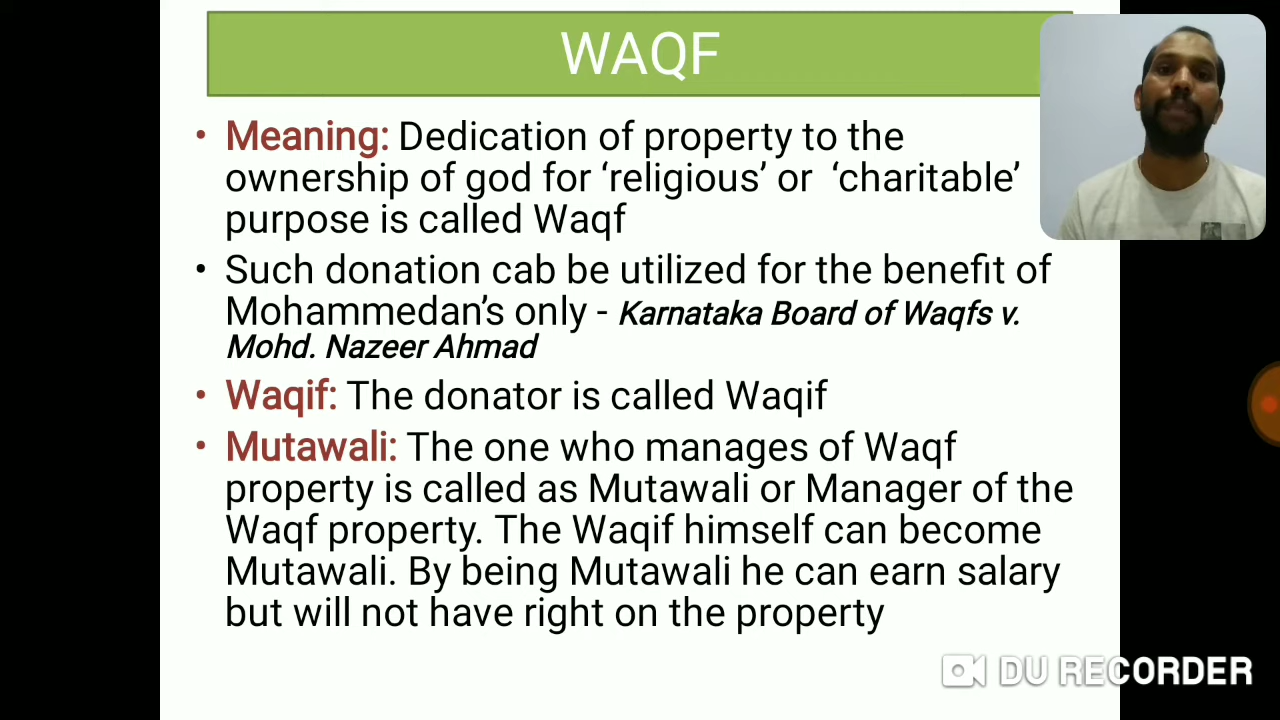 WAQF
• Meaning: Dedication of property to the
ownership of god for ‘religious’ or ‘charitable’
purpose is called Waqf
• Such donation cab be utilized for the benefit of
Mohammedan’s only - Karnataka Board of Waqfs v.
Mohd. Nazeer Ahmad
• Waqif: The donator is called Waqif
• Mutawali: The one who manages of Waqf
property is called as Mutawali or Manager of the
Waqf property. The Waqif himself can become
Mutawali. By being Mutawali he can earn salary
but will not have right on the property
DU RECORDER